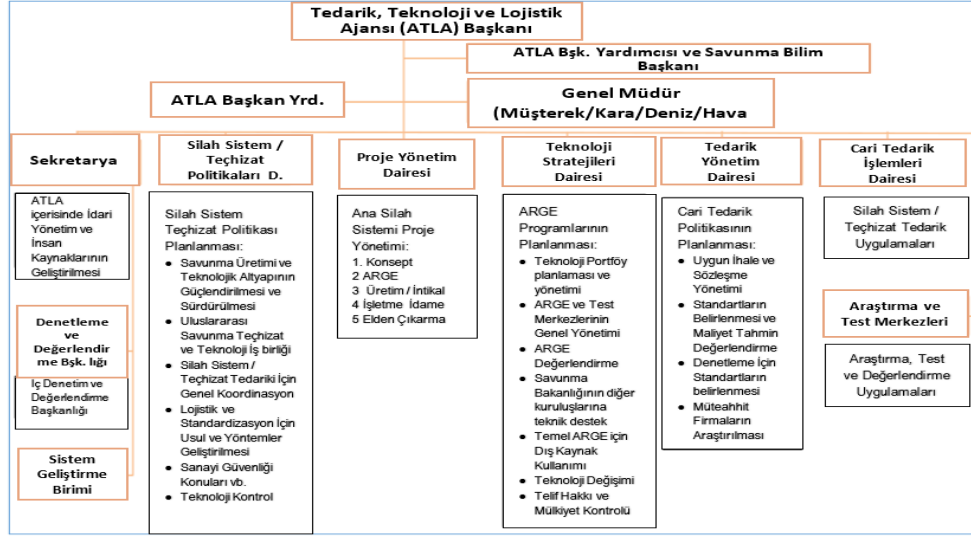 Tedarik, Teknoloji ve Lojistik
Ajansı (ATLA) Başkanı
ATLA Bşk. Yardımcısı ve Savunma Bilim
Başkanı
ATLA Başkan Yrd.
Genel Müdür
(Müşterek/Kara/Deniz/Hava
Sekretarya
ATLA
içerisinde İdari
Yönetim ve
İnsan
Kaynaklarının
Geliştirilmesi
Denetleme
ve
Değerlendir
me Bşk. lığı
İç Denetim ve
Değerlendirme
Başkanlığı
Sistem
Geliştirme
Birimi
Silah Sistem /
Teçhizat
Politikaları D.
Silah Sistem
Teçhizat Politikası
Planlanması:
• Savunma Üretimi ve
Teknolojik Altyapının
Güçlendirilmesi ve
Sürdürülmesi
• Uluslararası
Savunma Teçhizat
ve Teknoloji İş birliği
• Silah Sistem /
Teçhizat Tedariki İçin
Genel Koordinasyon
• Lojistik ve
Standardizasyon İçin
Usul ve Yöntemler
Geliştirilmesi
• Sanayi Güvenliği
Konuları vb.
• Teknoloji Kontrol
Proje Yönetim
Dairesi
Ana Silah
Sistemi Proje
Yönetimi:
1. Konsept
2 ARGE
3 Üretim / İntikal
4 İşletme İdame
5 Elden Çıkarma
Teknoloji
Stratejileri
Dairesi
ARGE
Programlarının
Planlanması:
• Teknoloji Portföy
planlaması ve
yönetimi
• ARGE ve Test
Merkezlerinin
Genel Yönetimi
• ARGE
Değerlendirme
• Savunma
Bakanlığının diğer
kuruluşlarına
teknik destek
• Temel ARGE için
Dış Kaynak
Kullanımı
• Teknoloji Değişimi
• Telif Hakkı ve
Mülkiyet Kontrolü
Tedarik
Yönetim
Dairesi
Cari Tedarik
Politikasının
Planlanması:
• Uygun İhale ve
Sözleşme
Yönetimi
• Standartların
Belirlenmesi ve
Maliyet Tahmin
Değerlendirme
• Denetleme İçin
Standartların
belirlenmesi
• Müteahhit
Firmaların
Araştırılması
Cari Tedarik
İşlemleri
Dairesi
Silah Sistem /
Teçhizat Tedarik
Uygulamaları
Araştırma ve
Test Merkezleri
Araştırma, Test
ve Değerlendirme
Uygulamaları